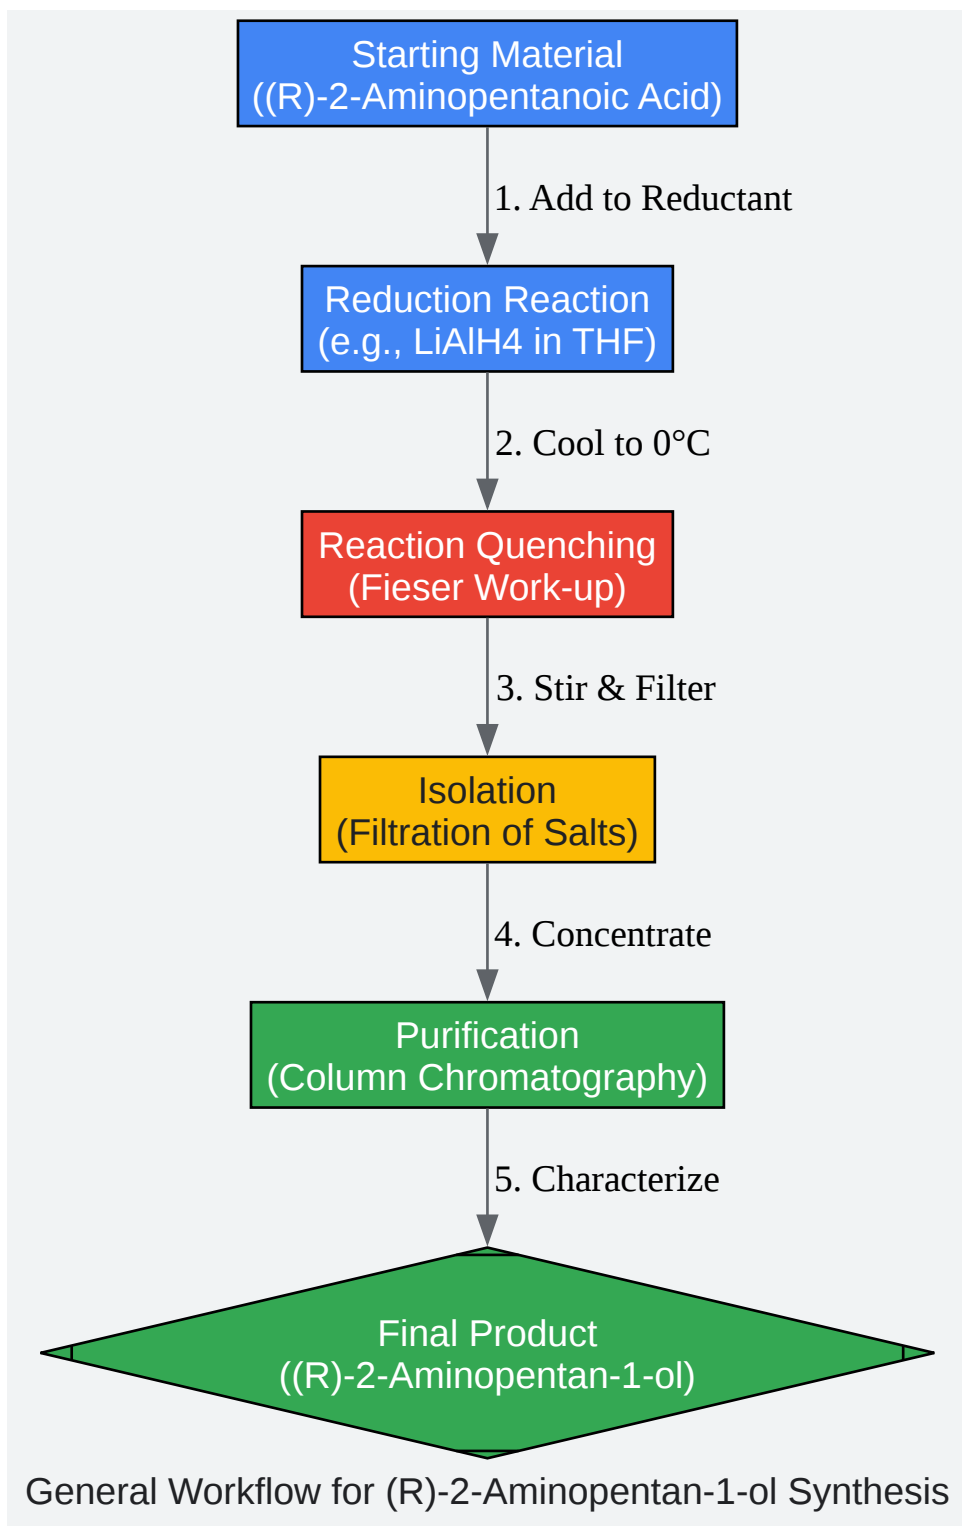 Starting Material
((R)-2-Aminopentanoic Acid)
1. Add to Reductant
Reduction Reaction
(e.g., LiAlH4 in THF)
2. Cool to 0°C
Reaction Quenching
(Fieser Work-up)
3. Stir & Filter
Isolation
(Filtration of Salts)
4. Concentrate
Purification
(Column Chromatography)
5. Characterize
Final Product
((R)-2-Aminopentan-1-ol)
General Workflow for (R)-2-Aminopentan-1-ol Synthesis